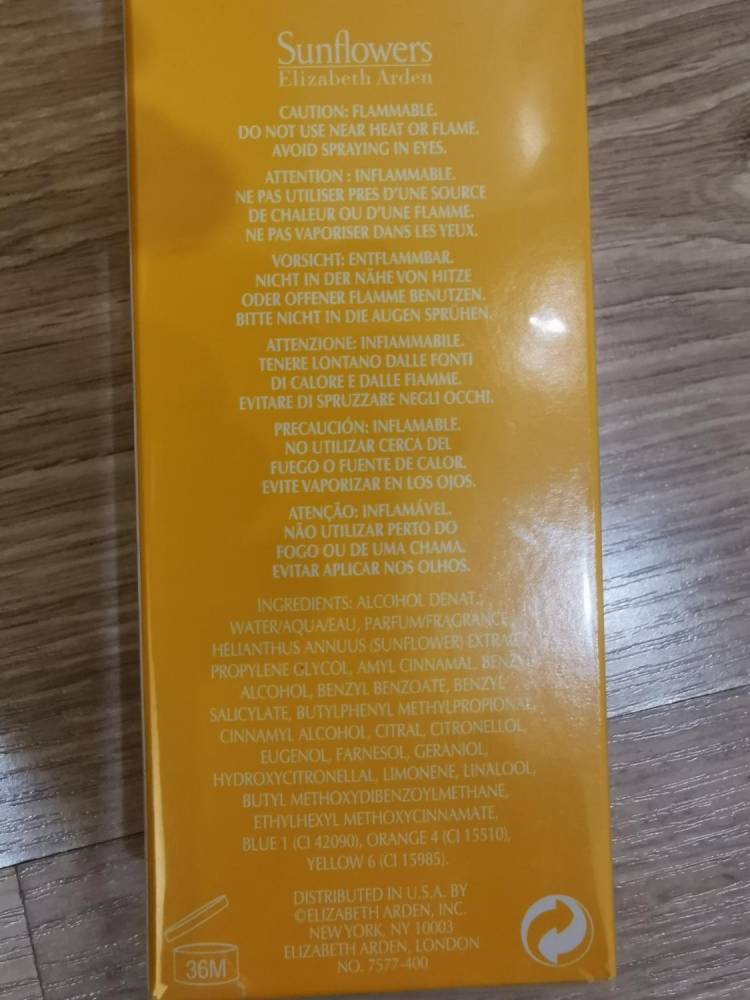 Sunflowers
Elizabeth Arden
CAUTION: FLAMMABLE.
DO NOT USE NEAR HEAT OR FLAME.
AVOID SPRAYING IN EYES.
ATTENTION : INFLAMMABLE.
NE PAS UTILISER PRES D'UNE SOURCE
DE CHALEUR OU D'UNE FLAMME.
NE PAS VAPORISER DANS LES YEUX.
VORSICHT: ENTFLAMMBAR.
NICHT IN DER NÄHE VON HITZE
ODER OFFENER FLAMME BENUTZEN.
BITTE NICHT IN DIE AUGEN SPRÜHEN.
ATTENZIONE: INFIAMMABILE.
TENERE LONTANO DALLE FONTI
DI CALORE E DALLE FIAMME.
EVITARE DI SPRUZZARE NEGLI OCCHI.
PRECAUCIÓN: INFLAMABLE.
NO UTILIZAR CERCA DEL
FUEGO O FUENTE DE CALOR.
EVITE VAPORIZAR EN LOS OJOS.
ATENÇÃO: INFLAMÁVEL.
NÃO UTILIZAR PERTO DO
FOGO OU DE UMA CHAMA.
EVITAR APLICAR NOS OLHOS.
INGREDIENTS: ALCOHOL DENAT.,
WATER/AQUA/EAU, PARFUM/FRAGRANCE,
HELIANTHUS ANNUUS (SUNFLOWER)
PROPYLENE GLYCOL, AMYL CINNAMAL,
ALCOHOL, BENZYL BENZOATE, BENZYL
SALICYLATE, BUTYLPHENYL METHYLPROPIONAL,
CINNAMYL ALCOHOL, CITRAL, CITRONELLOL,
EUGENOL, FARNESOL, GERANIOL,
HYDROXYCITRONELLAL, LIMONENE, LINALOOL,
BUTYL METHOXYDIBENZOYLMETHANE,
ETHYLHEXYL METHOXYCINNAMATE,
BLUE 1 (CI 42090), ORANGE 4 (CI 15510),
YELLOW 6 (CI 15985).
DISTRIBUTED IN U.S.A. BY
©ELIZABETH ARDEN, INC.
NEW YORK, NY 10003
ELIZABETH ARDEN, LONDON
NO. 7577-400
36M